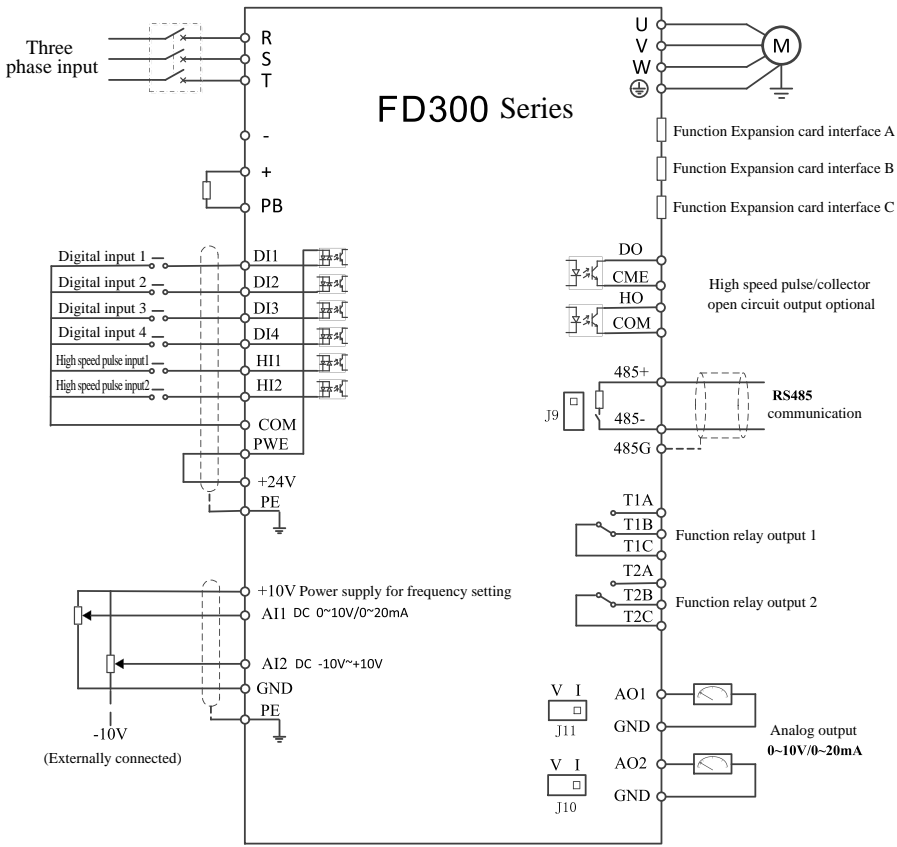 Three
phase input
R
S
T
-
+
PB
FD300 Series
U
V
W
M
Function Expansion card interface A
Function Expansion card interface B
Function Expansion card interface C
Digital input 1
Digital input 2
Digital input 3
Digital input 4
High speed pulse input1
High speed pulse input2
DI1
DI2
DI3
DI4
HI1
HI2
COM
PWE
+24V
PE
DO
CME
HO
COM
High speed pulse/collector
open circuit output optional
485+
J9
485-
485G
RS485
communication
T1A
T1B
T1C
Function relay output 1
T2A
T2B
T2C
Function relay output 2
+10V Power supply for frequency setting
AI1 DC 0~10V/0~20mA
AI2 DC -10V~+10V
GND
PE
-10V
(Externally connected)
V I
J11
AO1
GND
V I
J10
AO2
GND
Analog output
0~10V/0~20mA